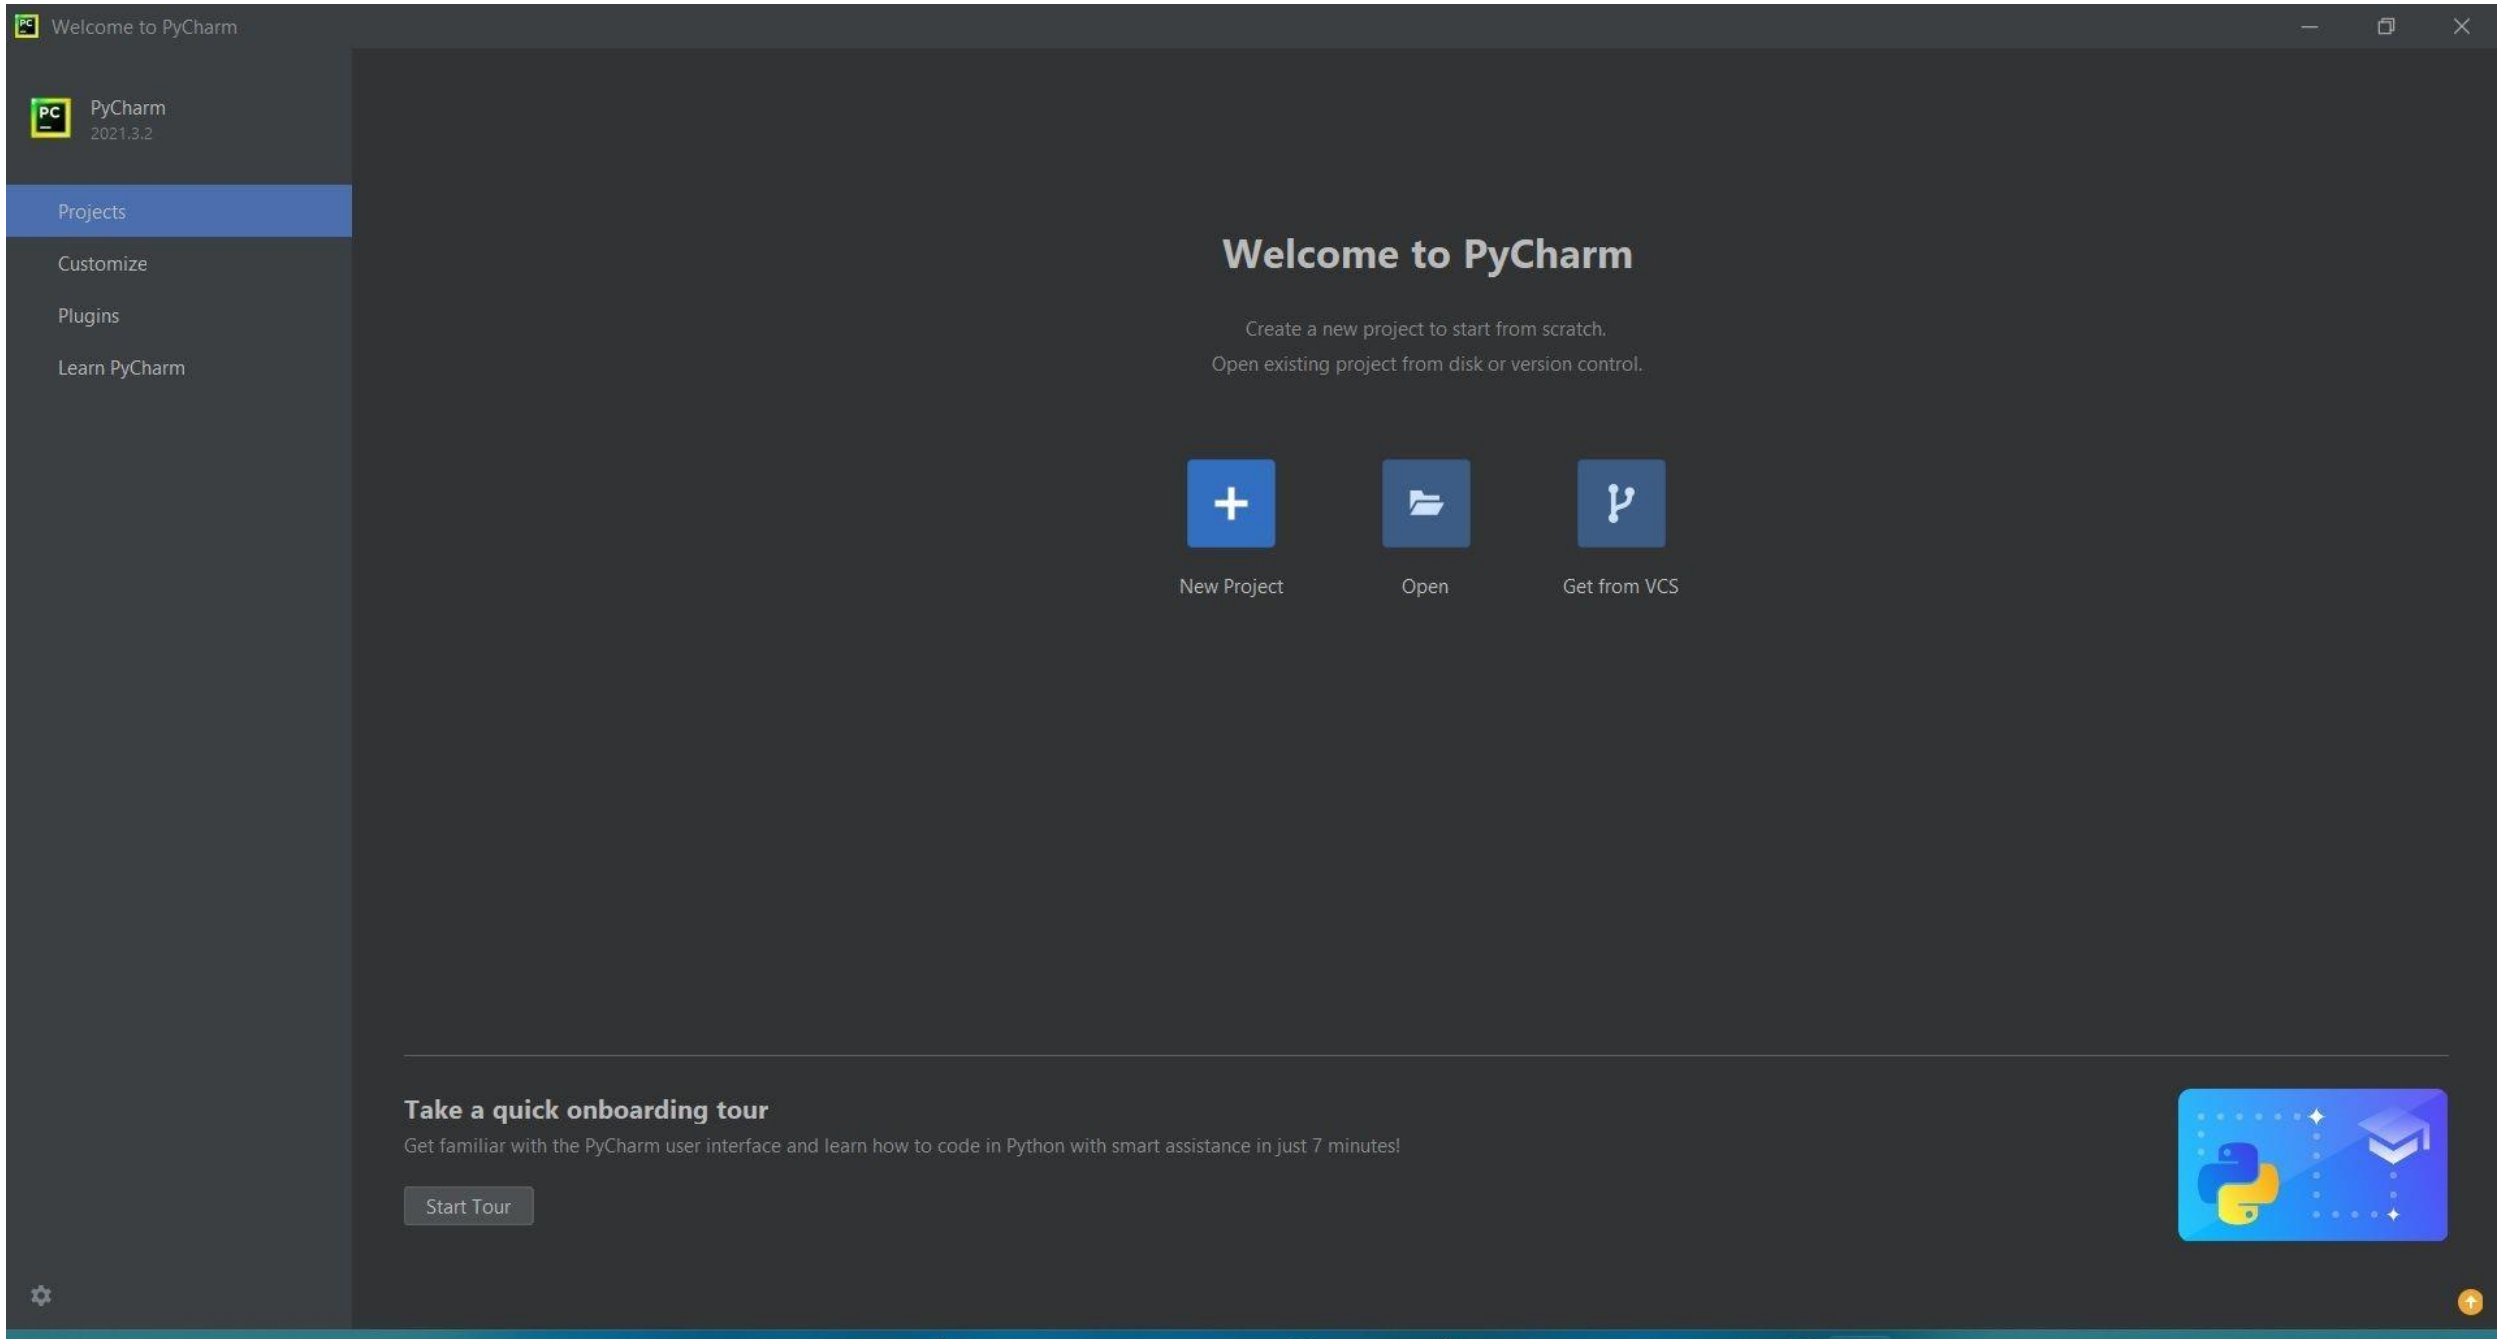 PC
Welcome to PyCharm
PC
PyCharm
2021.3.2
Projects
Customize
Plugins
Learn PyCharm
Welcome to PyCharm
Create a new project to start from scratch.
Open existing project from disk or version control.
New Project
Open
Get from VCS
Take a quick onboarding tour
Get familiar with the PyCharm user interface and learn how to code in Python with smart assistance in just 7 minutes!
Start Tour